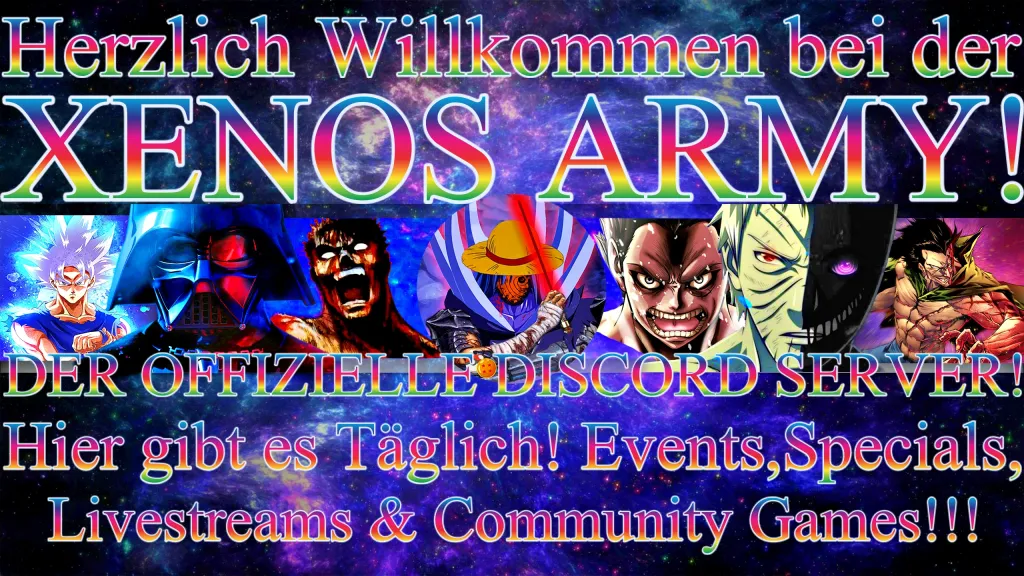 Herzlich Willkommen bei der
XENOS ARMY!
DER OFFIZIELLE DISCORD SERVER!
Hier gibt es Täglich! Events,Specials,
Livestreams & Community Games!!!